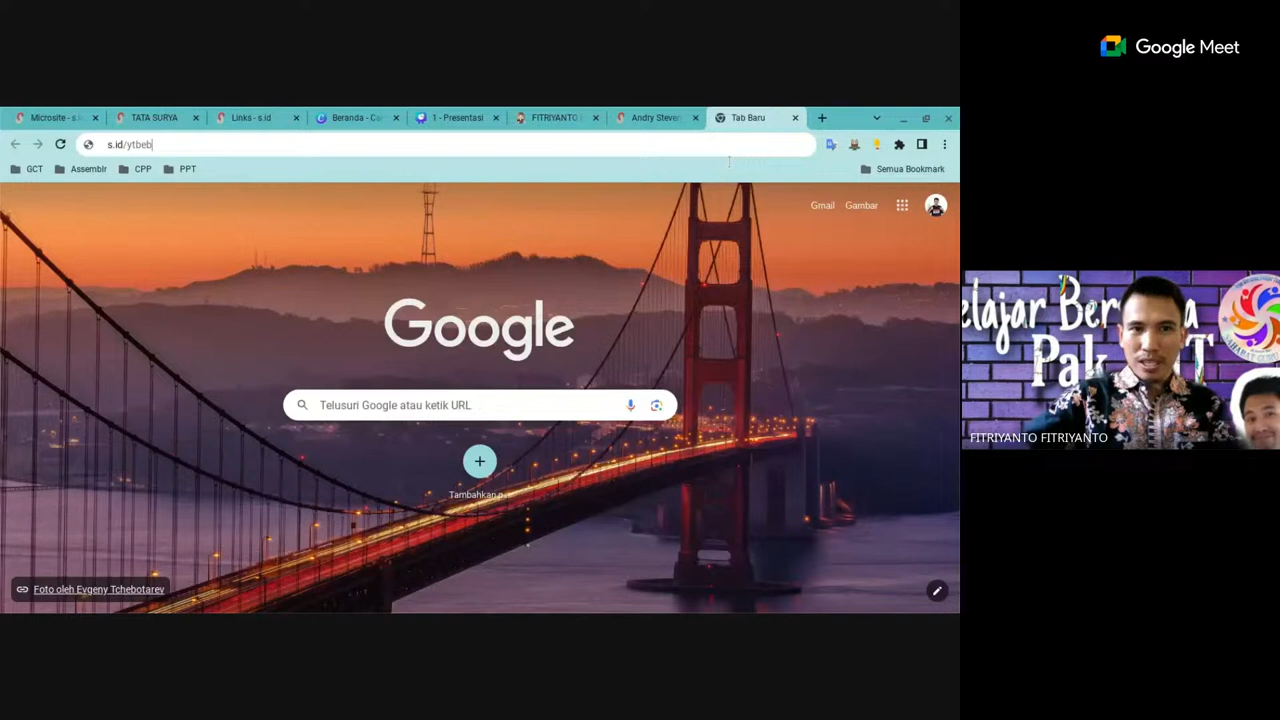 Google Meet
Microsite - s.i
TATA SURYA
Links - s.id
Beranda - Ca
1 - Presentasi
FITRIYANTO
Andry Steven
Tab Baru
s.id/ytbeb
GCT
Assemblr
CPP
PPT
Semua Bookmark
Gmail
Gambar
Google
Telusuri Google atau ketik URL
Tambahkan p...
Foto oleh Evgeny Tchebotarev
elajar Ber
Pak
FITRIYANTO FITRIYANTO